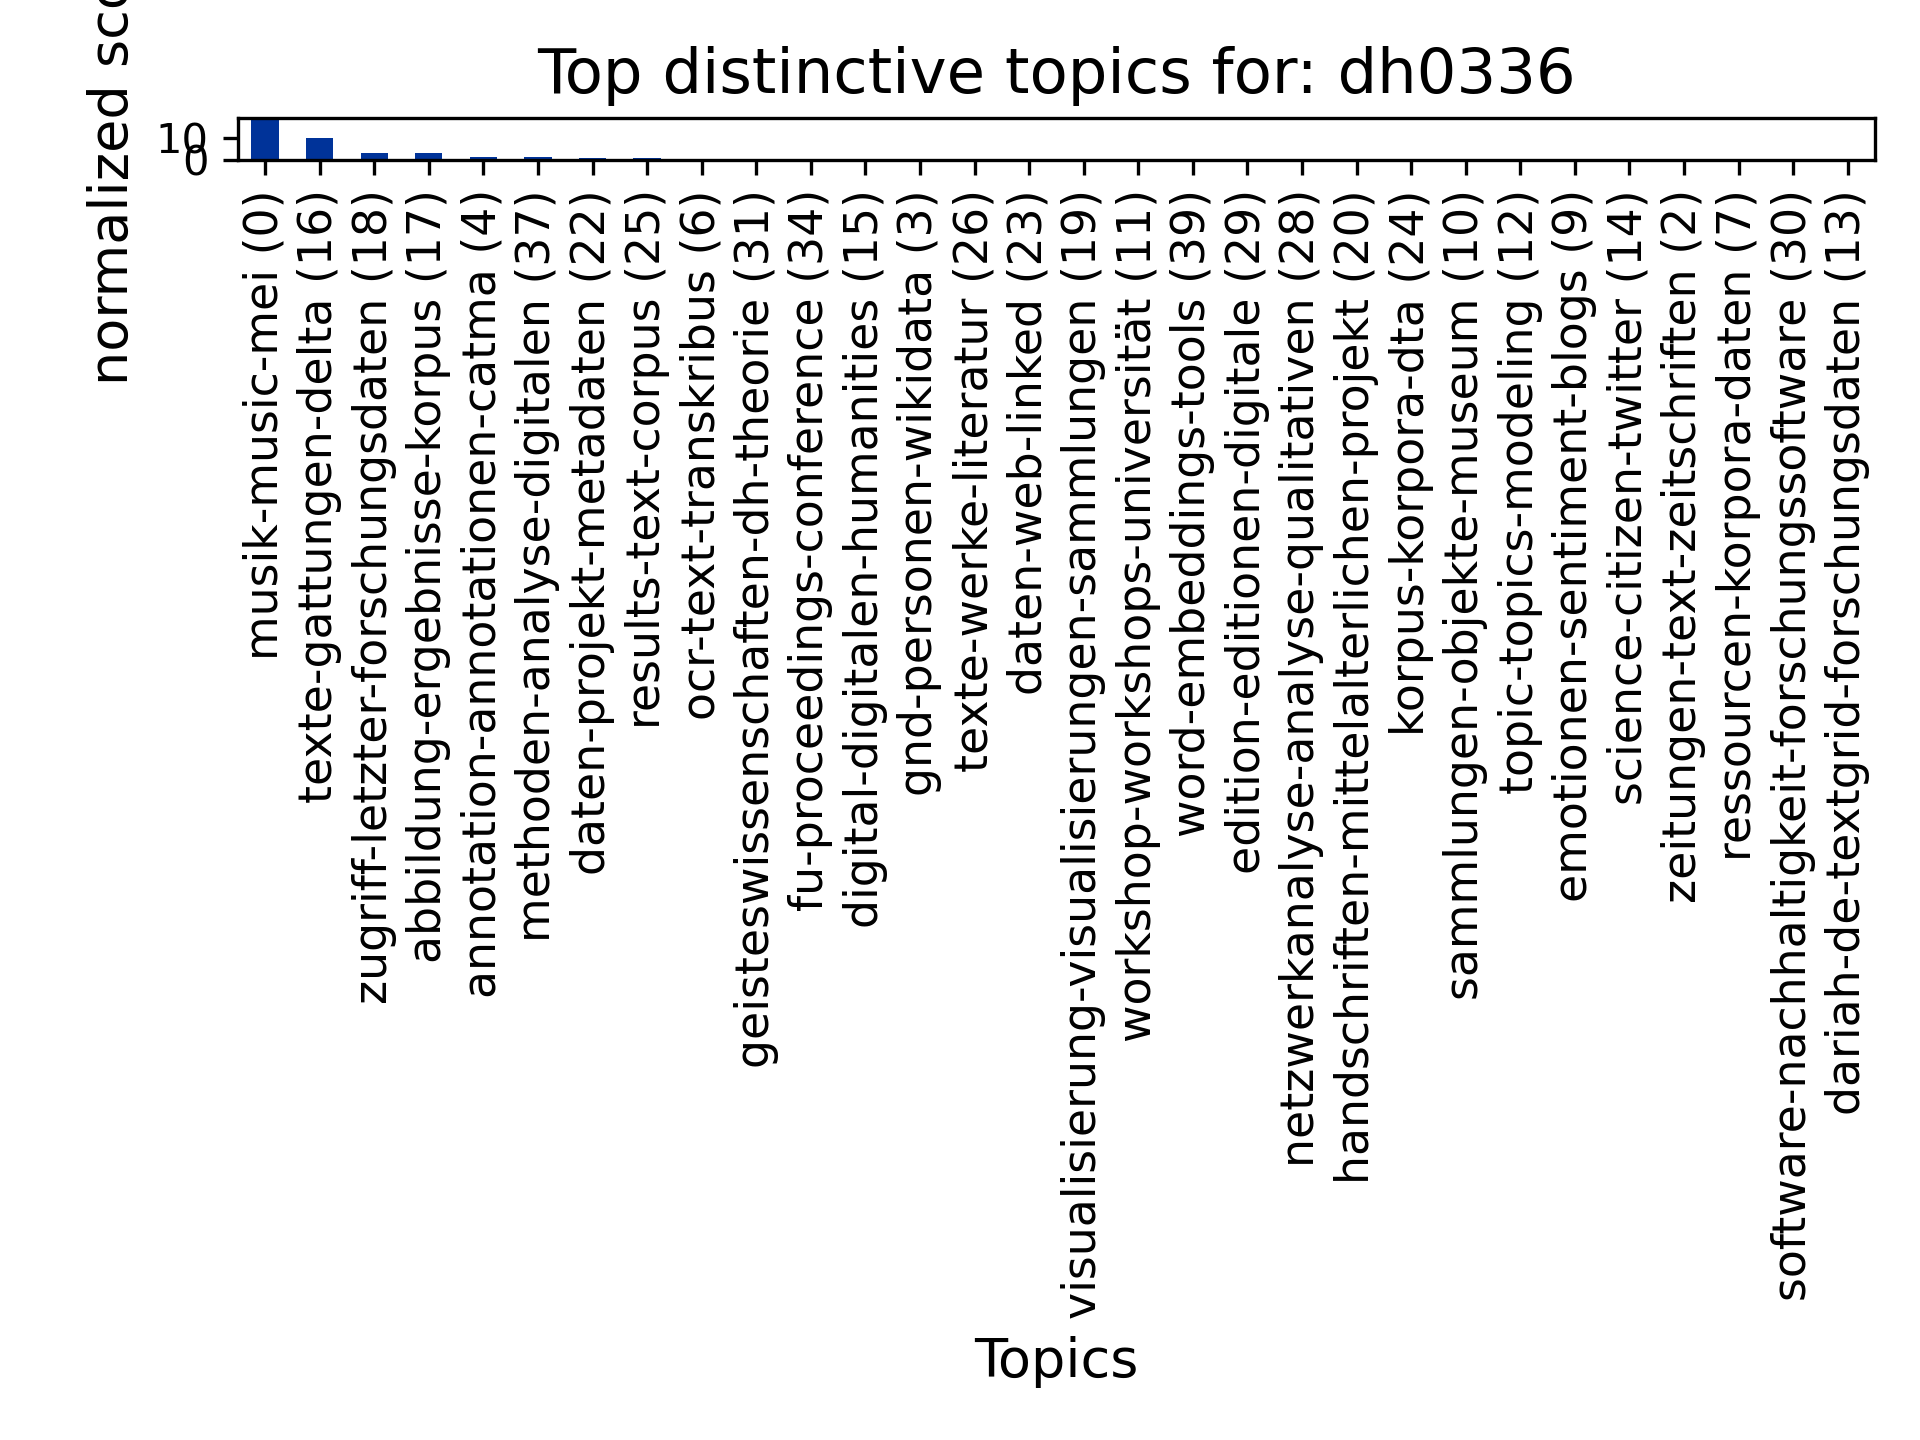 Top distinctive topics for: dh0336
normalized
10
0
musik-music-mei (0)
texte-gattungen-delta (16)
zugriff-letzter-forschungsdaten (18)
abbildung-ergebnisse-korpus (17)
annotation-annotationen-catma (4)
methoden-analyse-digitalen (37)
daten-projekt-metadaten (22)
results-text-corpus (25)
ocr-text-transkribus (6)
geisteswissenschaften-dh-theorie (31)
fu-proceedings-conference (34)
digital-digitalen-humanities (15)
gnd-personen-wikidata (3)
texte-werke-literatur (26)
daten-web-linked (23)
visualisierung-visualisierungen-sammlungen (19)
workshop-workshops-universität (11)
word-embeddings-tools (39)
edition-editionen-digitale (29)
netzwerkanalyse-analyse-qualitativen (28)
handschriften-mittelalterlichen-projekt (20)
korpus-korpora-dta (24)
sammlungen-objekte-museum (10)
topic-topics-modeling (12)
emotionen-sentiment-blogs (9)
science-citizen-twitter (14)
zeitungen-text-zeitschriften (2)
ressourcen-korpora-daten (7)
software-nachhaltigkeit-forschungssoftware (30)
dariah-de-textgrid-forschungsdaten (13)
Topics